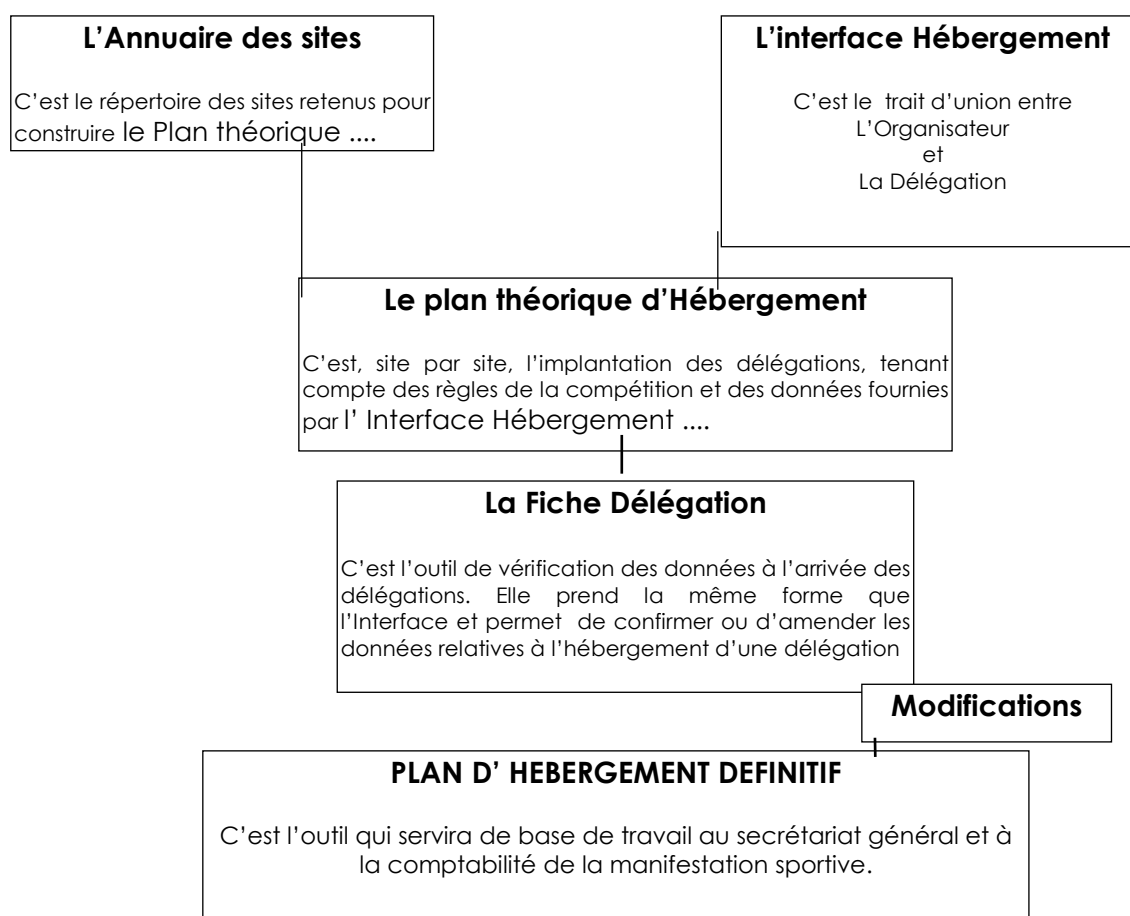 L'Annuaire des sites
C'est le répertoire des sites retenus pour
construire le Plan théorique ....
L'interface Hébergement
C'est le trait d'union entre
L'Organisateur
et
La Délégation
Le plan théorique d'Hébergement
C'est, site par site, l'implantation des délégations, tenant
compte des règles de la compétition et des données fournies
par l' Interface Hébergement ....
La Fiche Délégation
C'est l'outil de vérification des données à l'arrivée des
délégations. Elle prend la même forme que
l'Interface et permet de confirmer ou d'amender les
données relatives à l'hébergement d'une délégation
Modifications
PLAN D' HEBERGEMENT DEFINITIF
C'est l'outil qui servira de base de travail au secrétariat général et à
la comptabilité de la manifestation sportive.